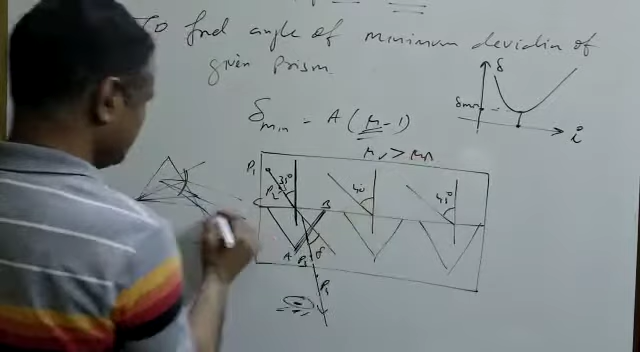 To find angle of minimum deviation of
given Prism.
δmin = A(μ-1)
μv > μR
δ
δmin
i
P1
P2
35°
40
45°
C
B
A
P3
δ
P4